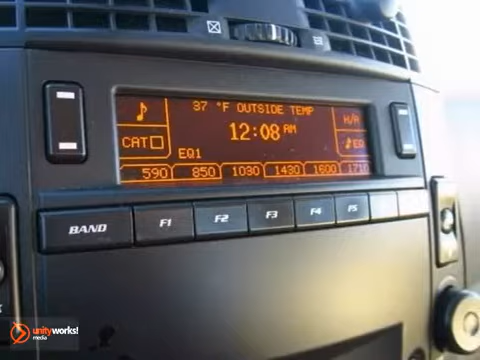 37 °F OUTSIDE TEMP
12:08 AM
CAT
EQ1
EQ
590 850 1030 1430 1600 1710
BAND F1 F2 F3 F4 F5
unityworks!
media